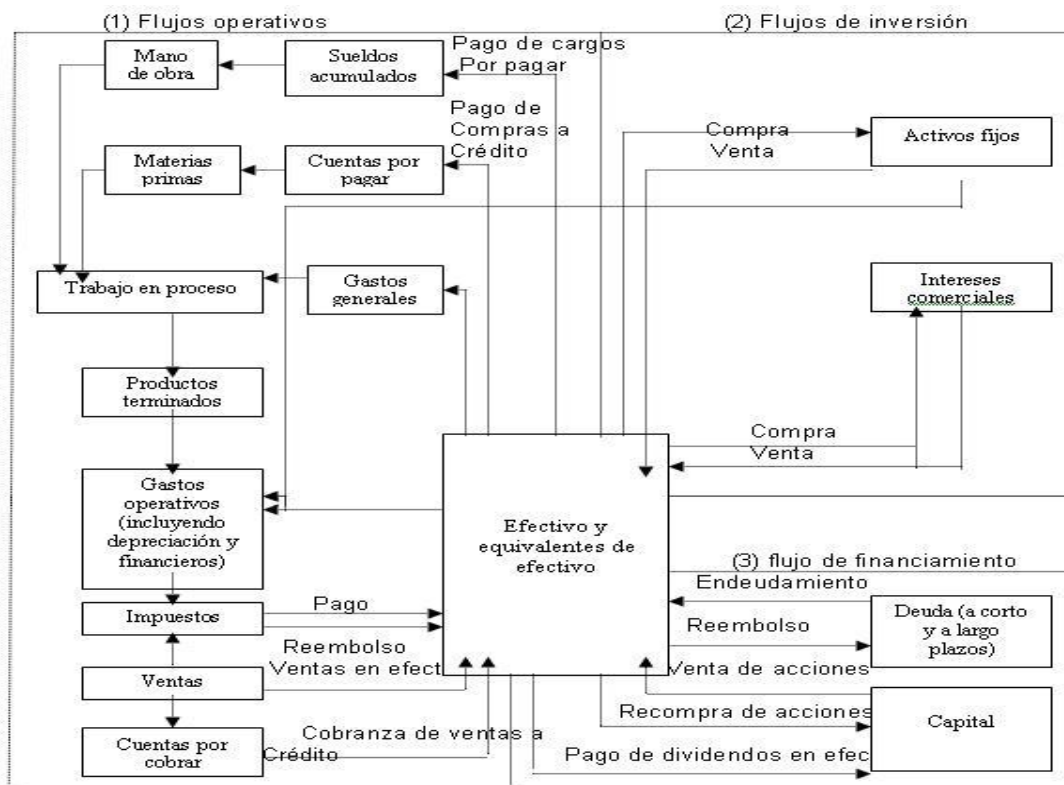 (1) Flujos operativos
(2) Flujos de inversión
Mano
de obra
Sueldos
acumulados
Pago de cargos
Por pagar
Pago de
Compras a
Crédito
Compra
Venta
Activos fijos
Materias
primas
Cuentas por
pagar
Trabajo en proceso
Gastos
generales
Intereses
comerciales
Productos
terminados
Compra
Venta
Gastos
operativos
(incluyendo
depreciación y
financieros)
Efectivo y
equivalentes de
efectivo
(3) flujo de financiamiento
Endeudamiento
Impuestos
Pago
Deuda (a corto
y a largo
plazos)
Reembolso
Reembolso
Ventas en efect
Venta de acciones
Ventas
Recompra de acciones
Capital
Cuentas por
cobrar
Cobranza de ventas a
Crédito
Pago de dividendos en efec